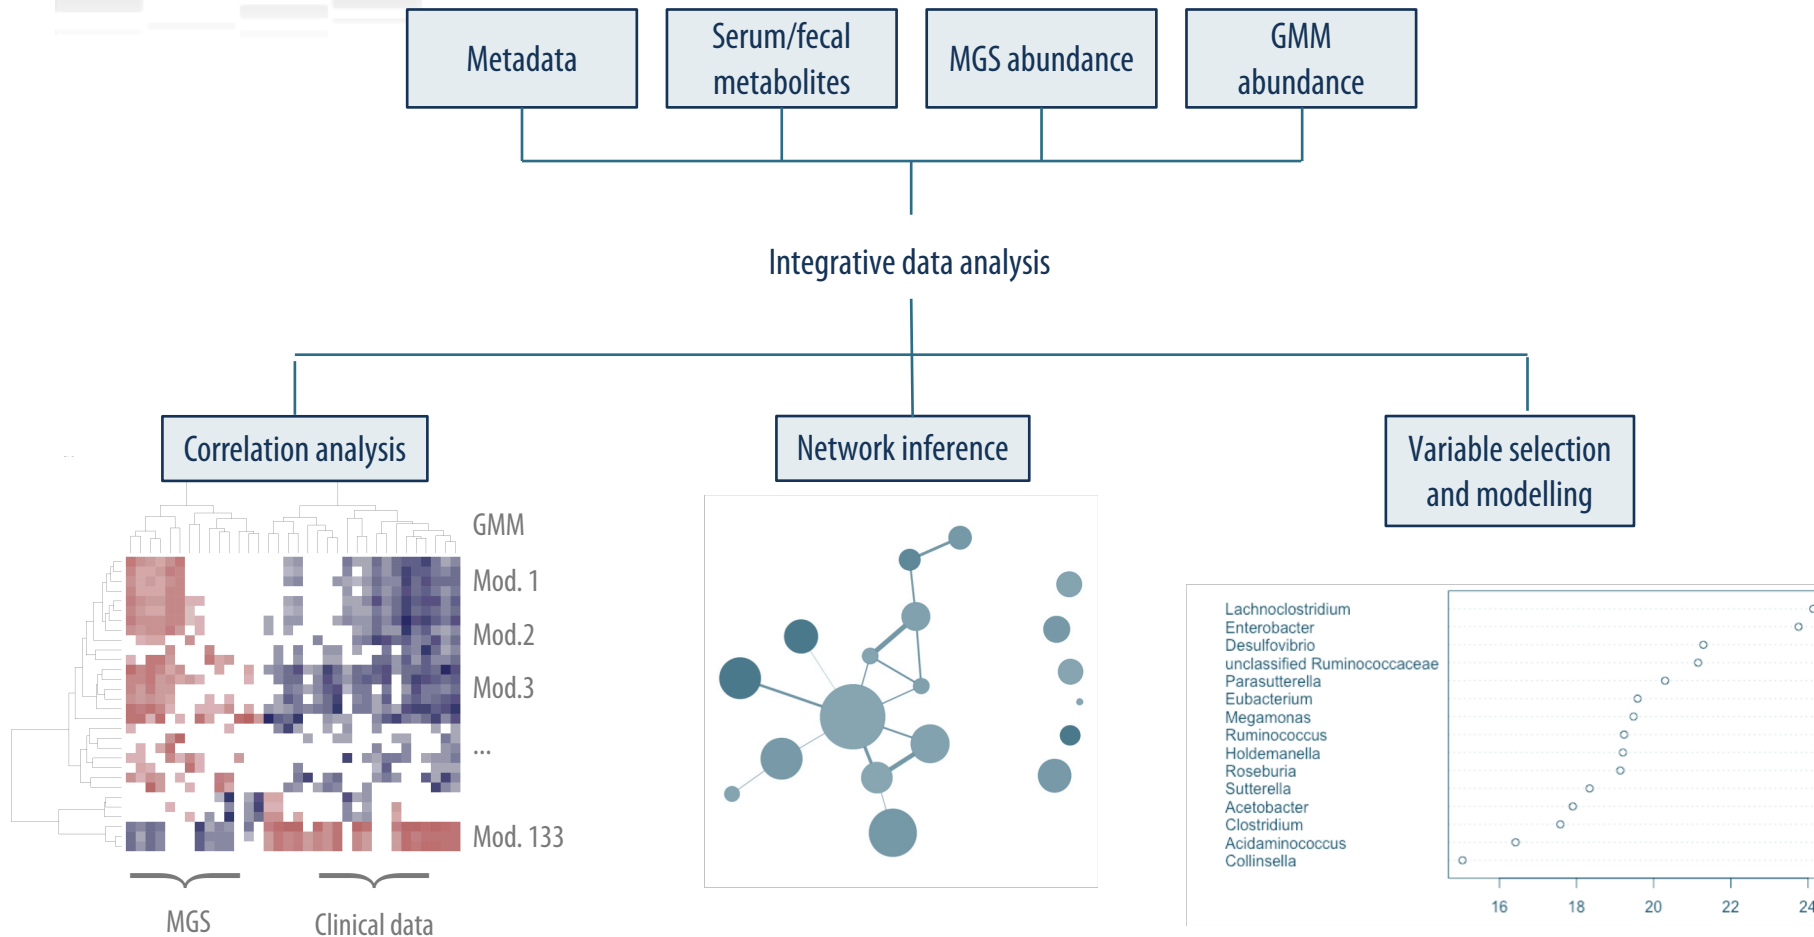 Metadata
Serum/fecal
metabolites
MGS abundance
GMM
abundance
Integrative data analysis
Correlation analysis
Network inference
Variable selection
and modelling
GMM
Mod. 1
Mod.2
Mod.3
...
Mod. 133
MGS
Clinical data
Lachnoclostridium
Enterobacter
Desulfovibrio
unclassified Ruminococcaceae
Parasutterella
Eubacterium
Megamonas
Ruminococcus
Holdemanella
Roseburia
Sutterella
Acetobacter
Clostridium
Acidaminococcus
Collinsella
16 18 20 22 24